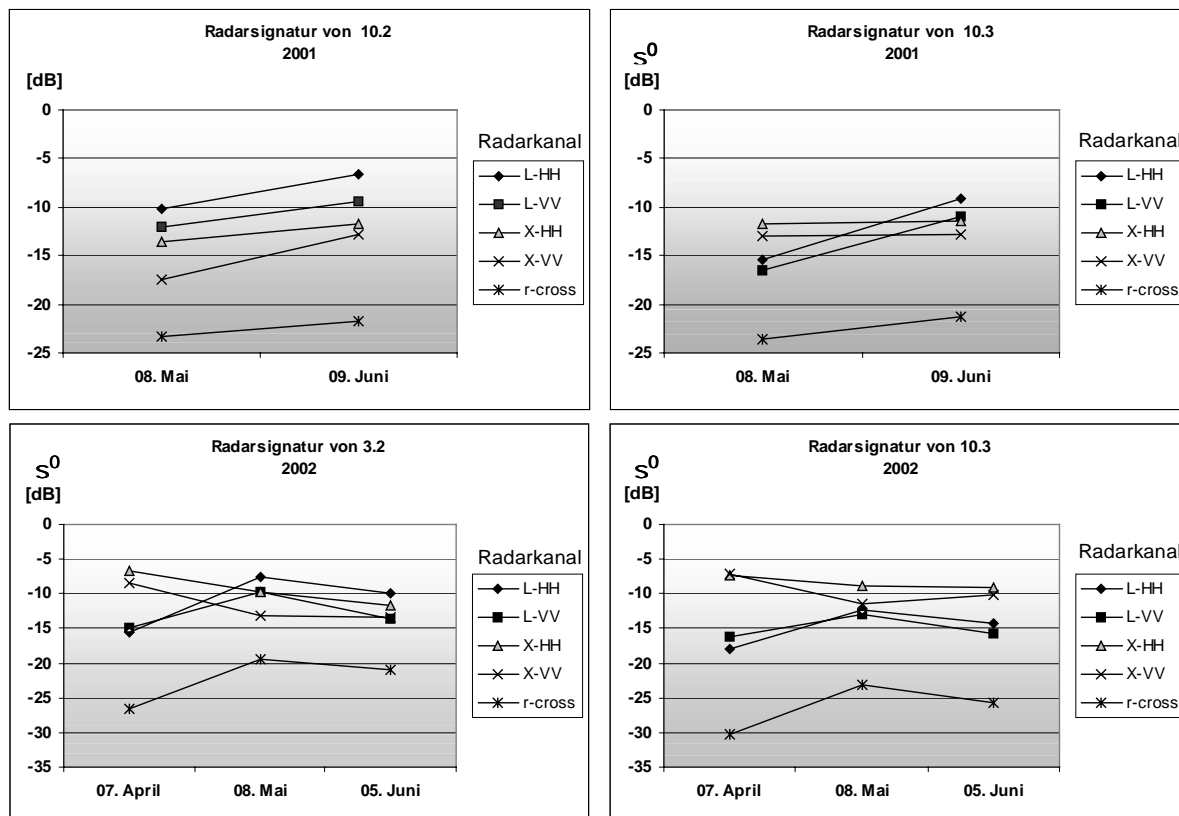 Radarsignatur von 10.2
2001
[dB]
0
-5
-10
-15
-20
-25
08. Mai
09. Juni
Radarkanal
L-HH
L-VV
X-HH
X-VV
r-cross
Radarsignatur von 10.3
2001
s⁰
[dB]
0
-5
-10
-15
-20
-25
08. Mai
09. Juni
Radarkanal
L-HH
L-VV
X-HH
X-VV
r-cross
Radarsignatur von 3.2
2002
s⁰
[dB]
0
-5
-10
-15
-20
-25
-30
-35
07. April
08. Mai
05. Juni
Radarkanal
L-HH
L-VV
X-HH
X-VV
r-cross
Radarsignatur von 10.3
2002
s⁰
[dB]
0
-5
-10
-15
-20
-25
-30
-35
07. April
08. Mai
05. Juni
Radarkanal
L-HH
L-VV
X-HH
X-VV
r-cross